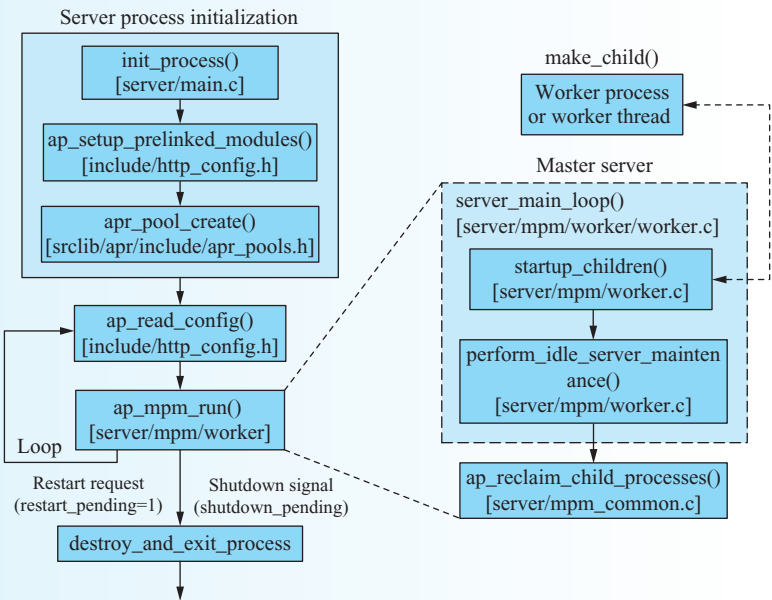 Server process initialization
init_process()
[server/main.c]
ap_setup_prelinked_modules()
[include/http_config.h]
apr_pool_create()
[srclib/apr/include/apr_pools.h]
ap_read_config()
[include/http_config.h]
ap_mpm_run()
[server/mpm/worker]
Loop
Restart request
(restart_pending=1)
Shutdown signal
(shutdown_pending)
destroy_and_exit_process
make_child()
Worker process
or worker thread
Master server
server_main_loop()
[server/mpm/worker/worker.c]
startup_children()
[server/mpm/worker.c]
perform_idle_server_mainten
ance()
[server/mpm/worker.c]
ap_reclaim_child_processes()
[server/mpm_common.c]